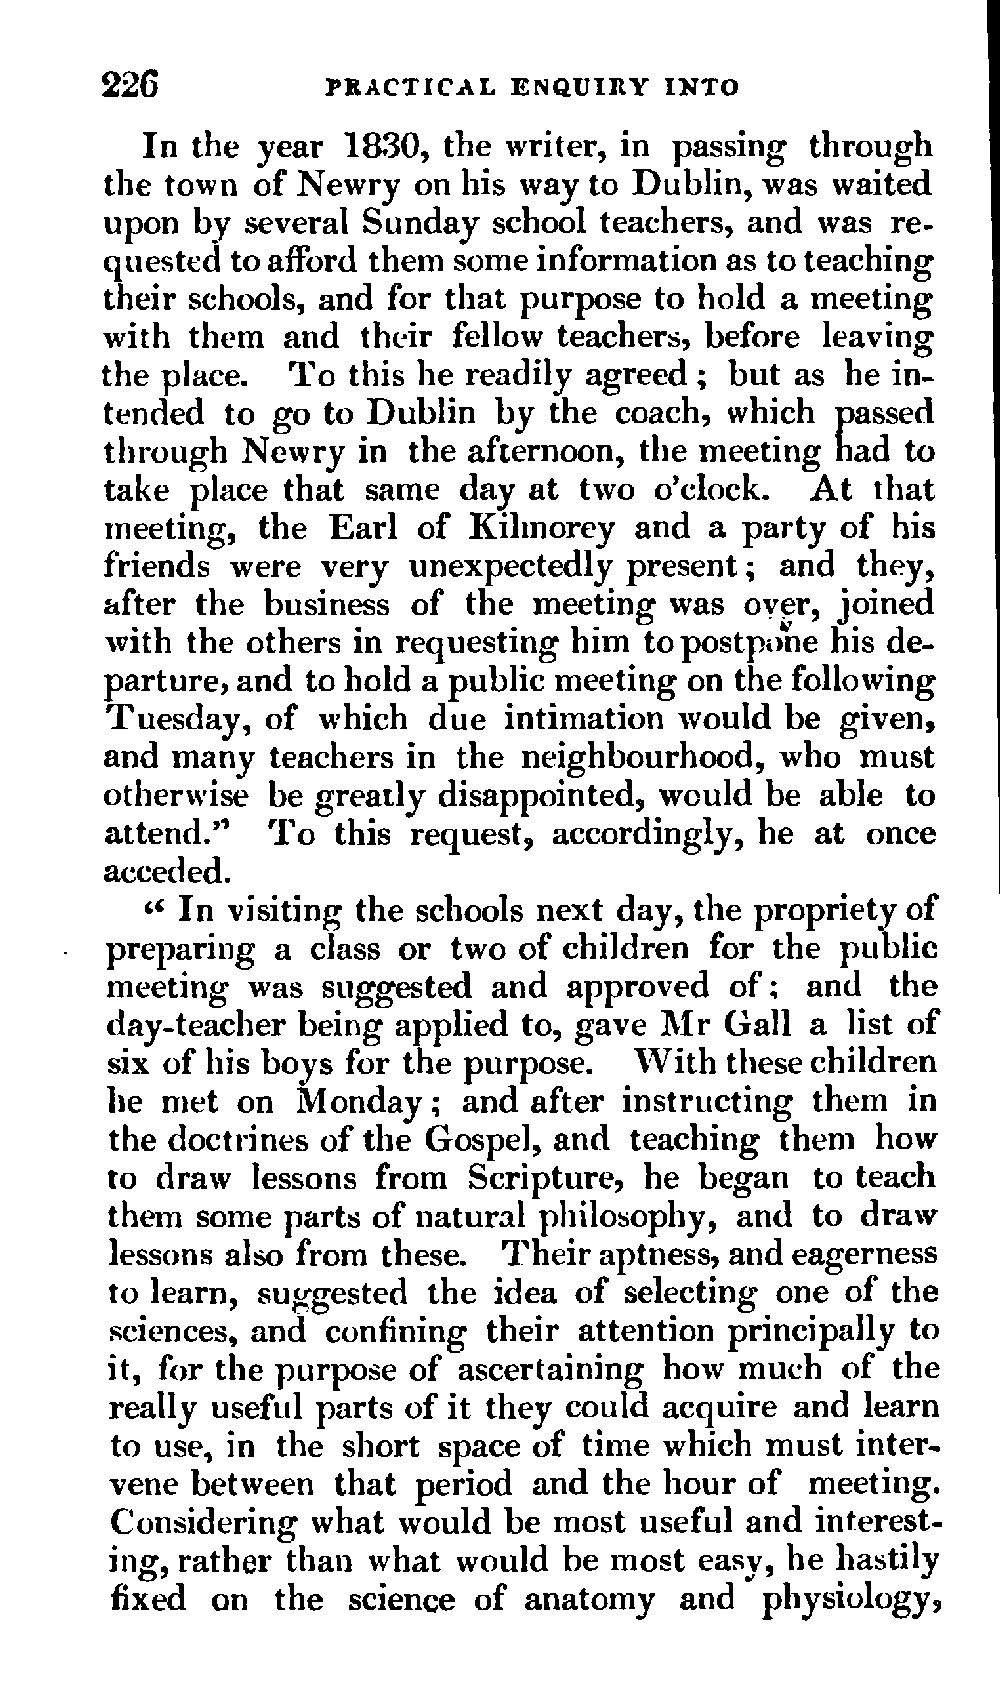 226 PRACTICAL ENQUIRY INTO
In the year 1830, the writer, in passing through
the town of Newry on his way to Dublin, was waited
upon by several Sunday school teachers, and was re-
quested to afford them some information as to teaching
their schools, and for that purpose to hold a meeting
with them and their fellow teachers, before leaving
the place. To this he readily agreed; but as he in-
tended to go to Dublin by the coach, which passed
through Newry in the afternoon, the meeting had to
take place that same day at two o'clock. At that
meeting, the Earl of Kilmorey and a party of his
friends were very unexpectedly present; and they,
after the business of the meeting was over, joined
with the others in requesting him to postpone his de-
parture, and to hold a public meeting on the following
Tuesday, of which due intimation would be given,
and many teachers in the neighbourhood, who must
otherwise be greatly disappointed, would be able to
attend." To this request, accordingly, he at once
acceded.
“ In visiting the schools next day, the propriety of
preparing a class or two of children for the public
meeting was suggested and approved of; and the
day-teacher being applied to, gave Mr Gall a list of
six of his boys for the purpose. With these children
he met on Monday; and after instructing them in
the doctrines of the Gospel, and teaching them how
to draw lessons from Scripture, he began to teach
them some parts of natural philosophy, and to draw
lessons also from these. Their aptness, and eagerness
to learn, suggested the idea of selecting one of the
sciences, and confining their attention principally to
it, for the purpose of ascertaining how much of the
really useful parts of it they could acquire and learn
to use, in the short space of time which must inter-
vene between that period and the hour of meeting.
Considering what would be most useful and interest-
ing, rather than what would be most easy, he hastily
fixed on the science of anatomy and physiology,